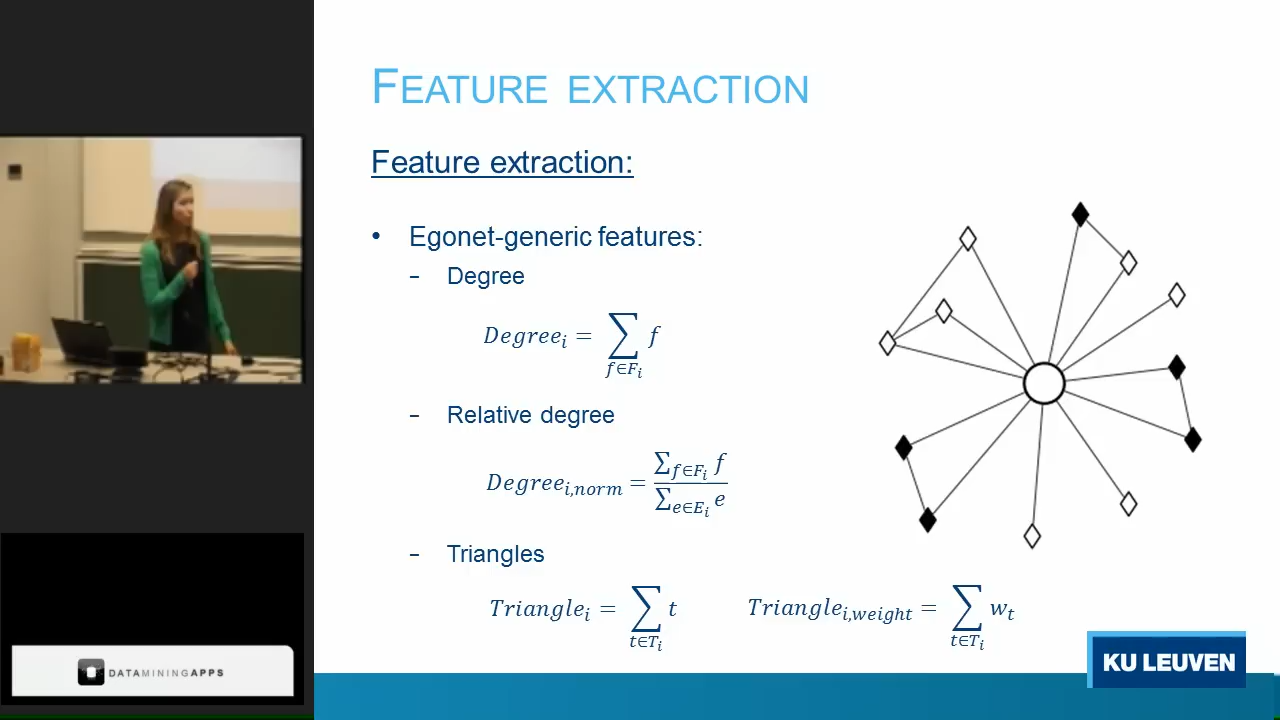 FEATURE EXTRACTION
Feature extraction:
• Egonet-generic features:
– Degree
Degree_i = ∑_{f∈F_i} f
– Relative degree
Degree_{i,norm} = ∑_{f∈F_i} f / ∑_{e∈E_i} e
– Triangles
Triangle_i = ∑_{t∈T_i} t Triangle_{i,weight} = ∑_{t∈T_i} w_t
KU LEUVEN
DATAMININGAPPS